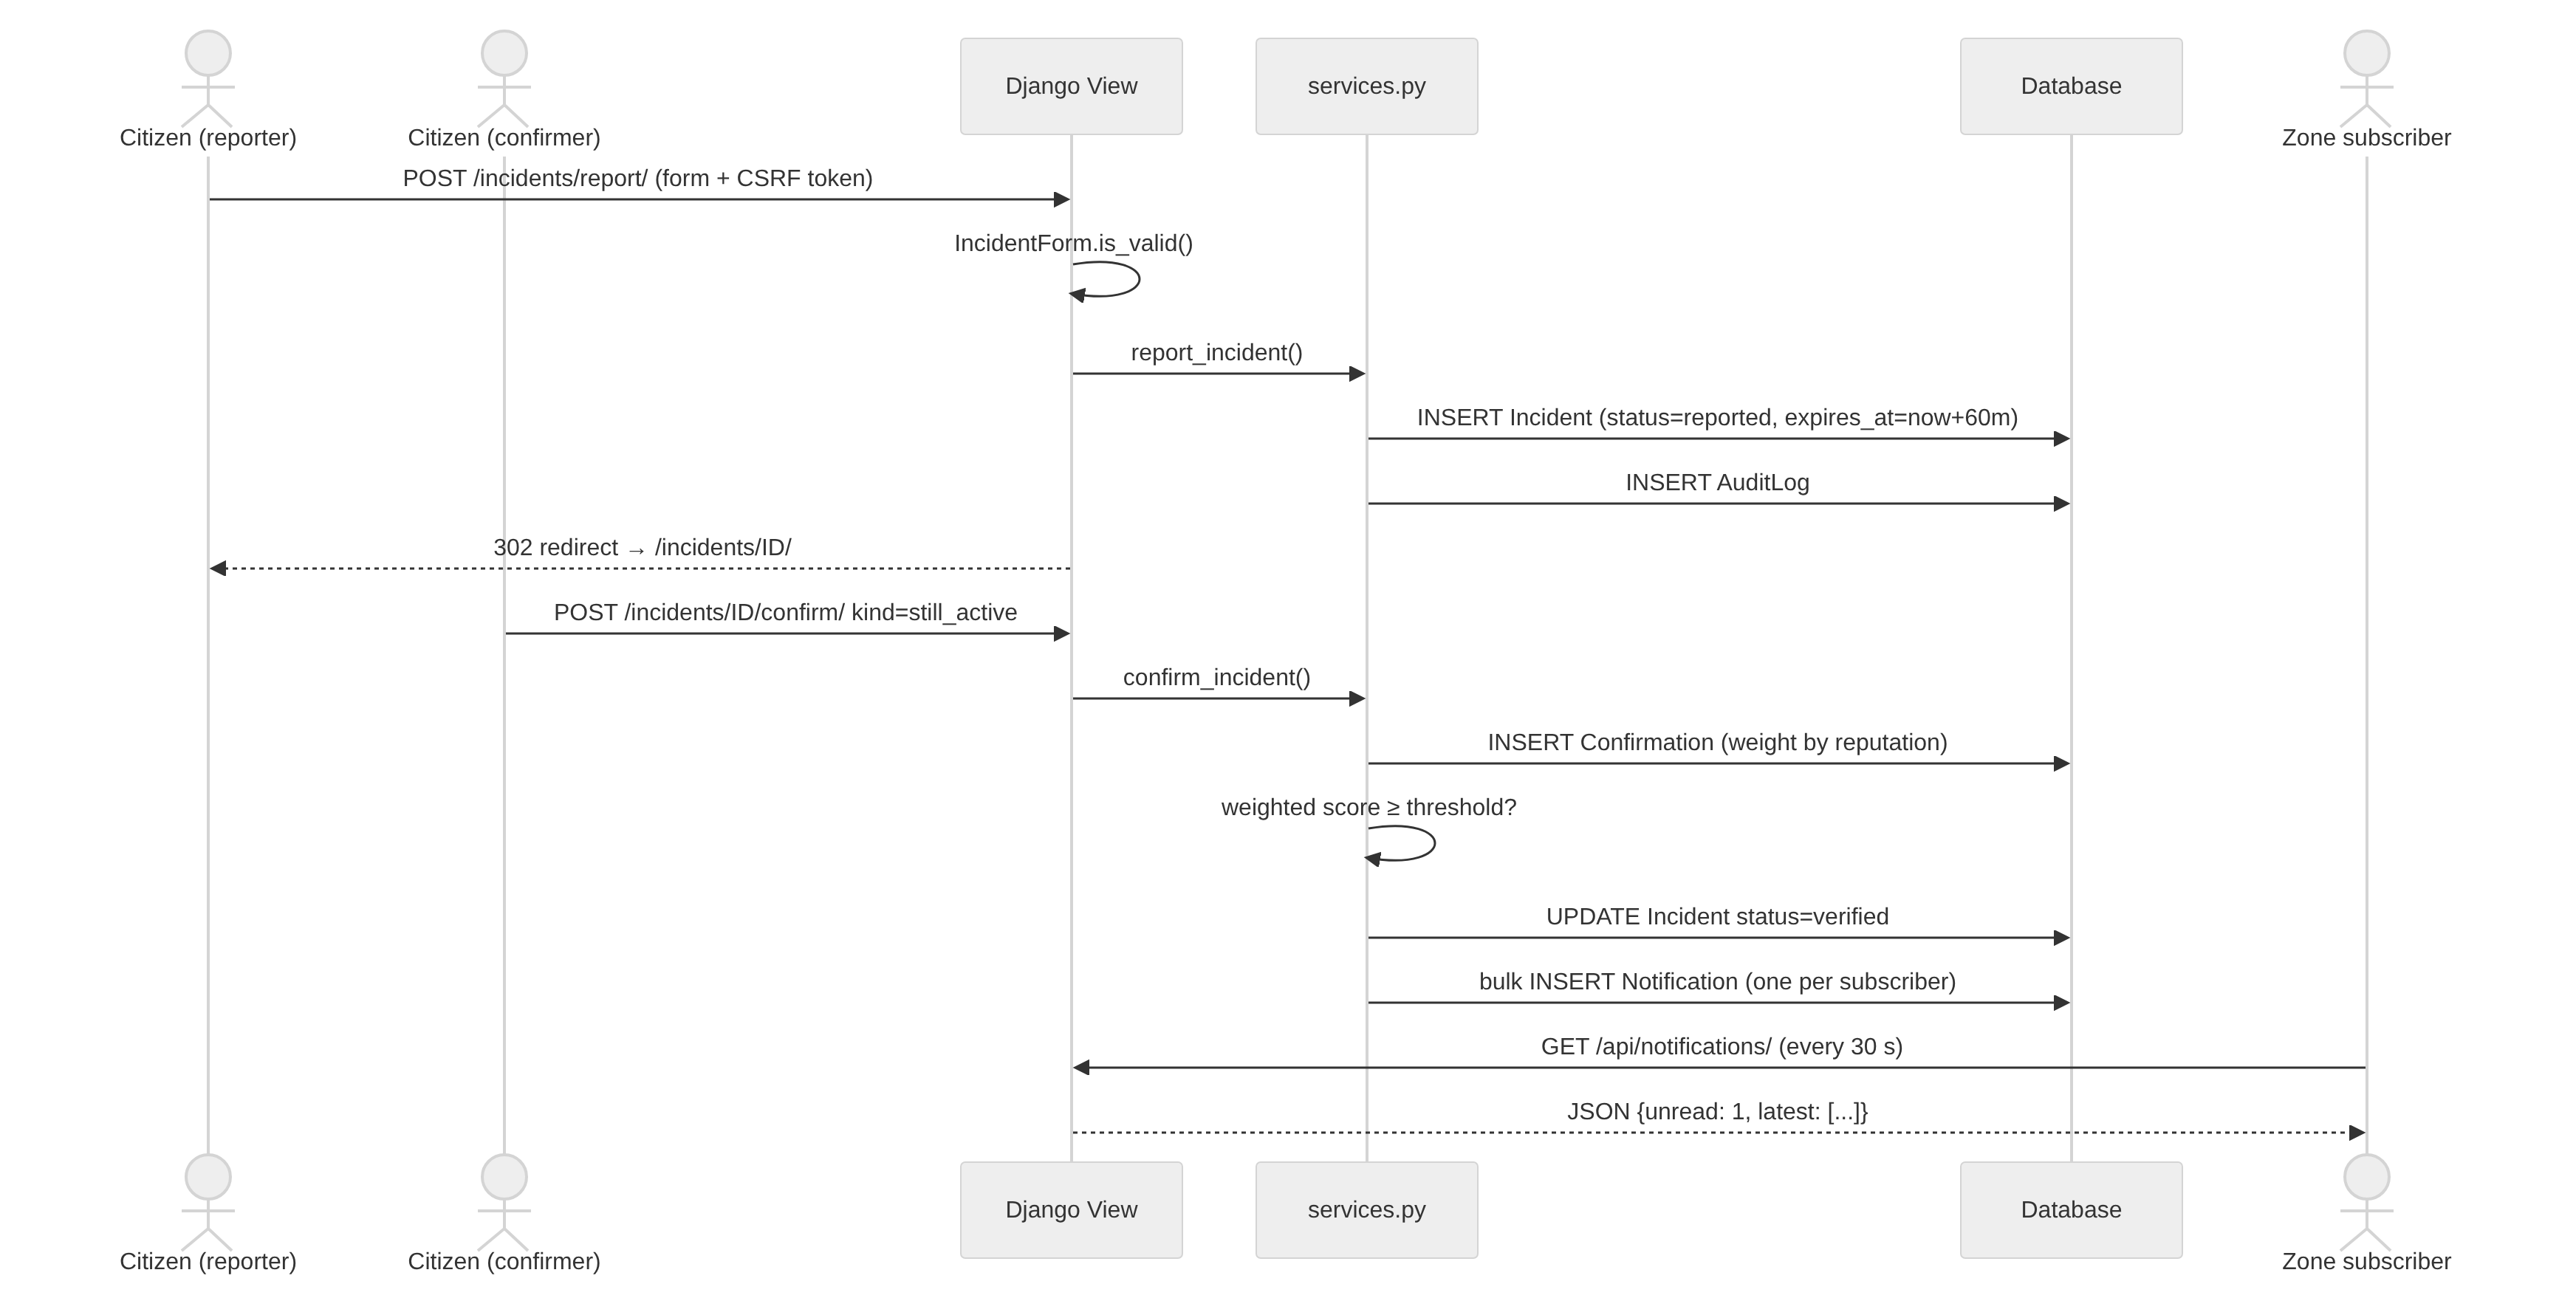 Citizen (reporter)
Citizen (confirmer)
Django View
services.py
Database
Zone subscriber
POST /incidents/report/ (form + CSRF token)
IncidentForm.is_valid()
report_incident()
INSERT Incident (status=reported, expires_at=now+60m)
INSERT AuditLog
302 redirect → /incidents/ID/
POST /incidents/ID/confirm/ kind=still_active
confirm_incident()
INSERT Confirmation (weight by reputation)
weighted score ≥ threshold?
UPDATE Incident status=verified
bulk INSERT Notification (one per subscriber)
GET /api/notifications/ (every 30 s)
JSON {unread: 1, latest: [...]}
Citizen (reporter)
Citizen (confirmer)
Django View
services.py
Database
Zone subscriber